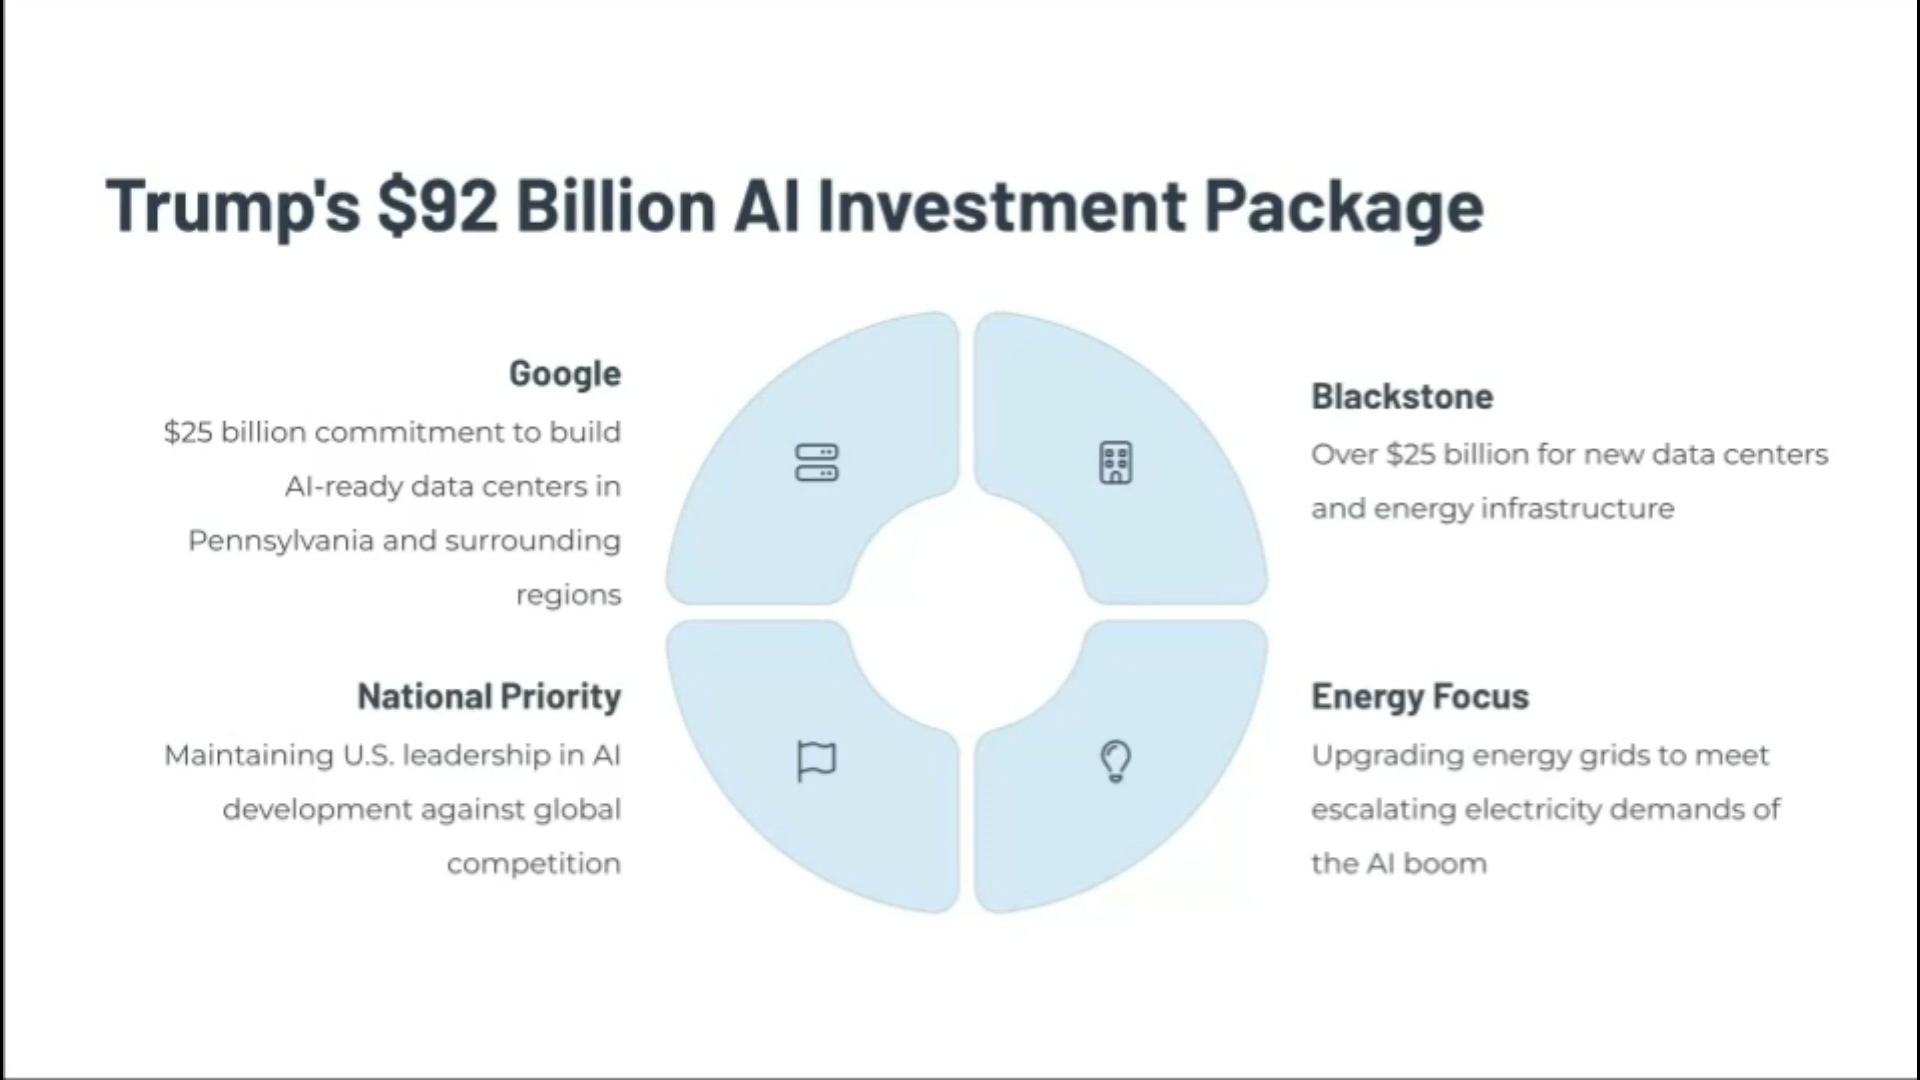 Trump's $92 Billion AI Investment Package
Google
$25 billion commitment to build
AI-ready data centers in
Pennsylvania and surrounding
regions
Blackstone
Over $25 billion for new data centers
and energy infrastructure
National Priority
Maintaining U.S. leadership in AI
development against global
competition
Energy Focus
Upgrading energy grids to meet
escalating electricity demands of
the AI boom